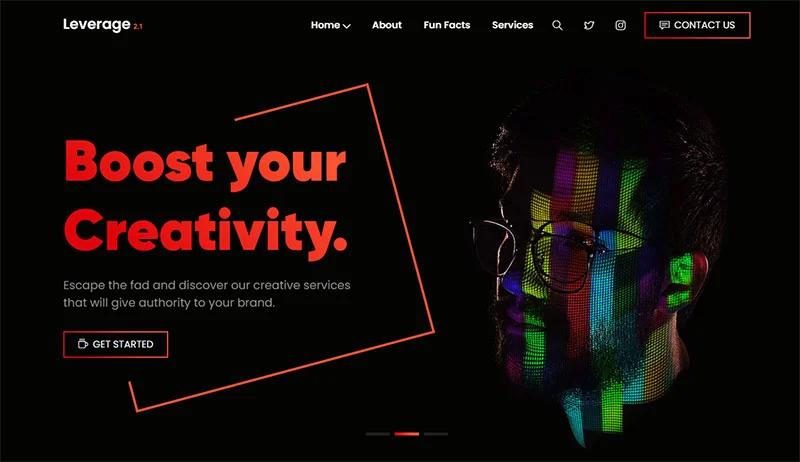 Leverage 2.1
Home About Fun Facts Services CONTACT US
Boost your
Creativity.
Escape the fad and discover our creative services
that will give authority to your brand.
GET STARTED